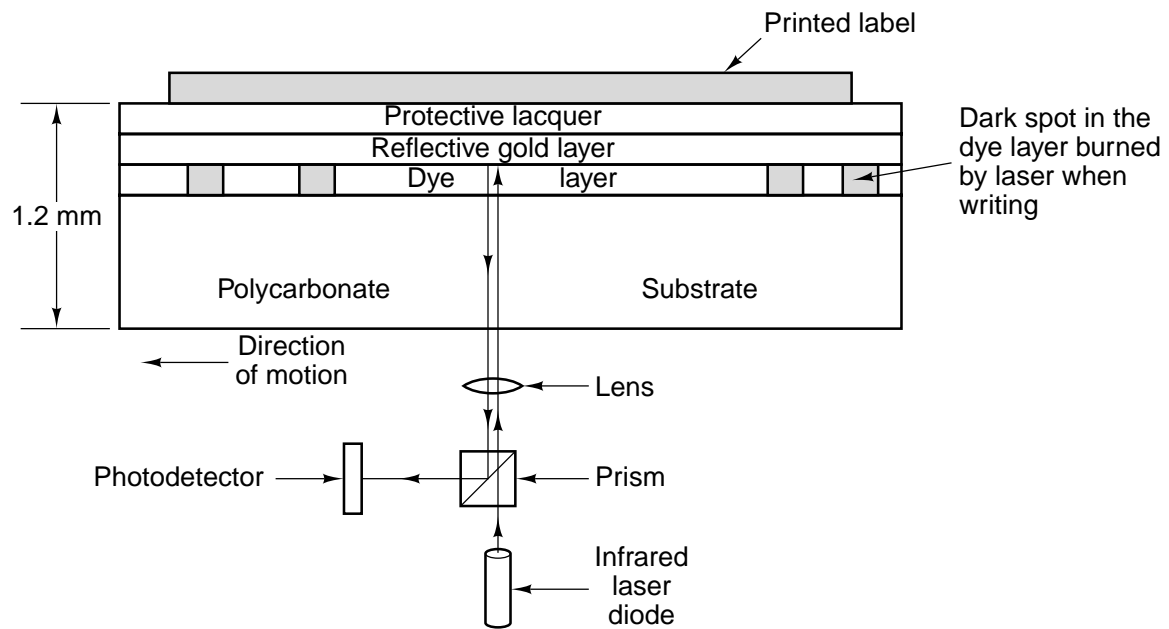 Printed label
Protective lacquer
Reflective gold layer
Dye layer
Dark spot in the
dye layer burned
by laser when
writing
1.2 mm
Polycarbonate Substrate
Direction
of motion
Lens
Photodetector
Prism
Infrared
laser
diode